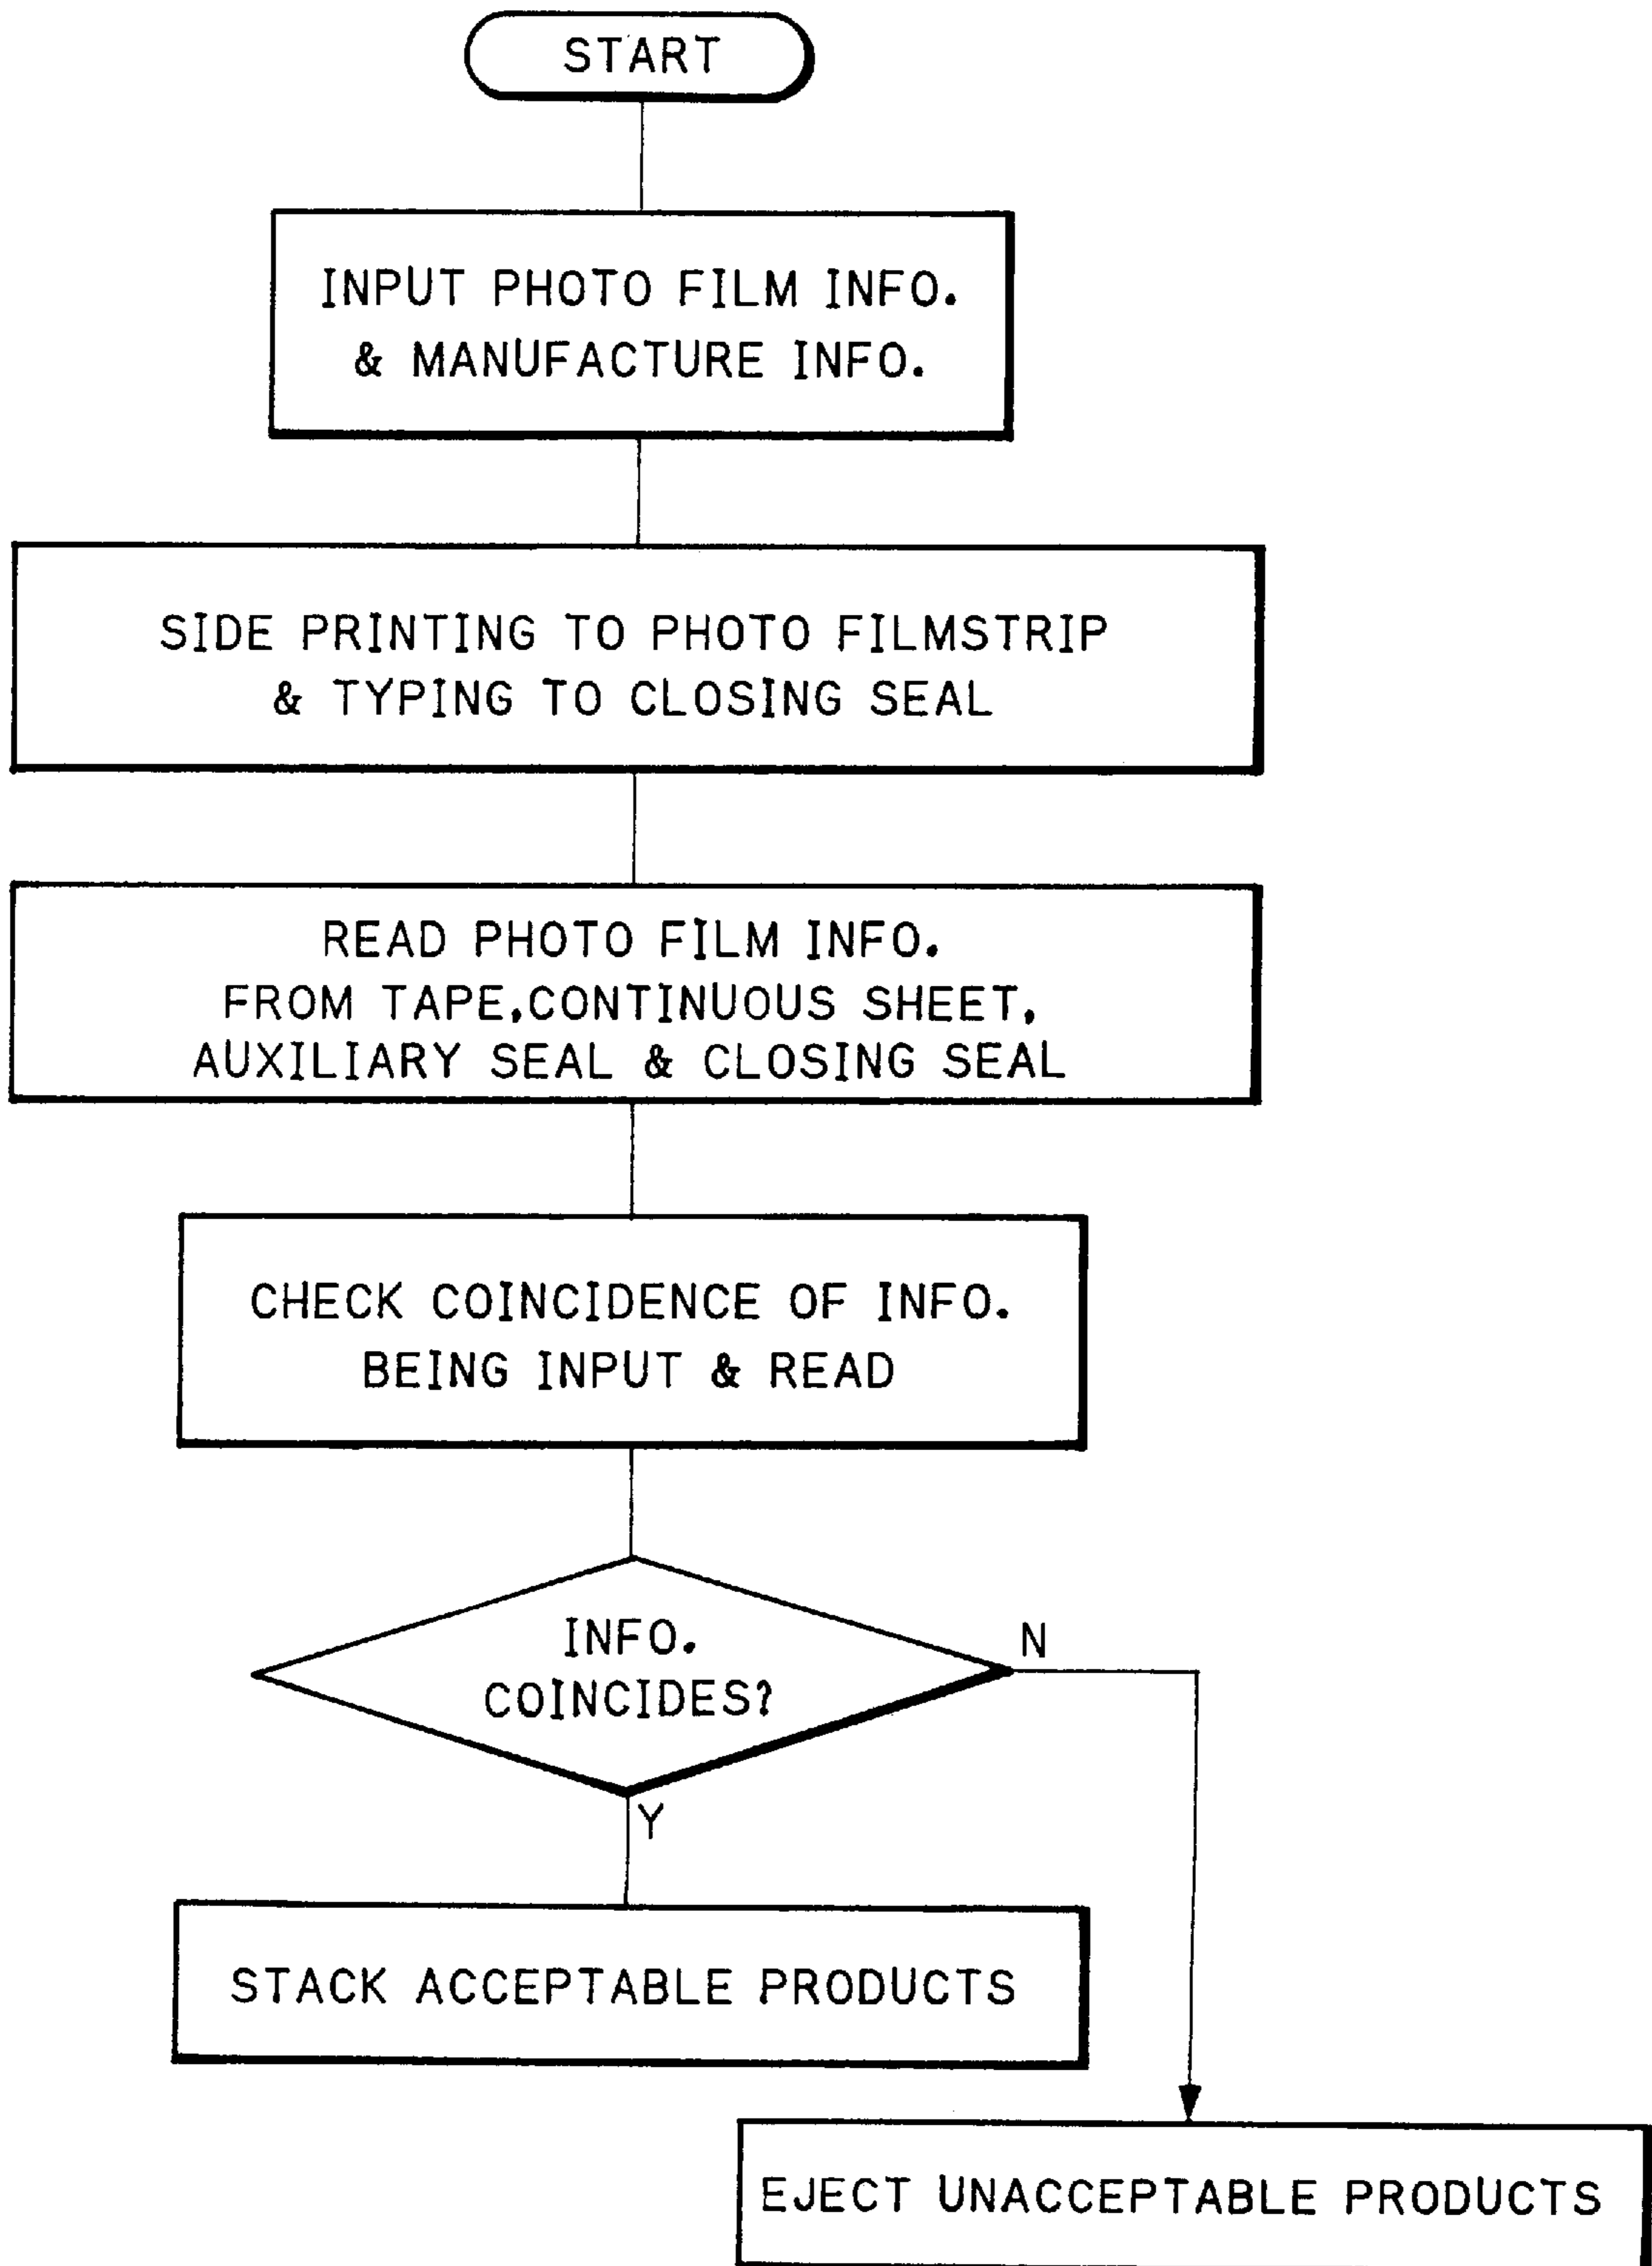 START
INPUT PHOTO FILM INFO.
& MANUFACTURE INFO.
SIDE PRINTING TO PHOTO FILMSTRIP
& TYPING TO CLOSING SEAL
READ PHOTO FILM INFO.
FROM TAPE,CONTINUOUS SHEET,
AUXILIARY SEAL & CLOSING SEAL
CHECK COINCIDENCE OF INFO.
BEING INPUT & READ
INFO.
COINCIDES?
N
Y
STACK ACCEPTABLE PRODUCTS
EJECT UNACCEPTABLE PRODUCTS